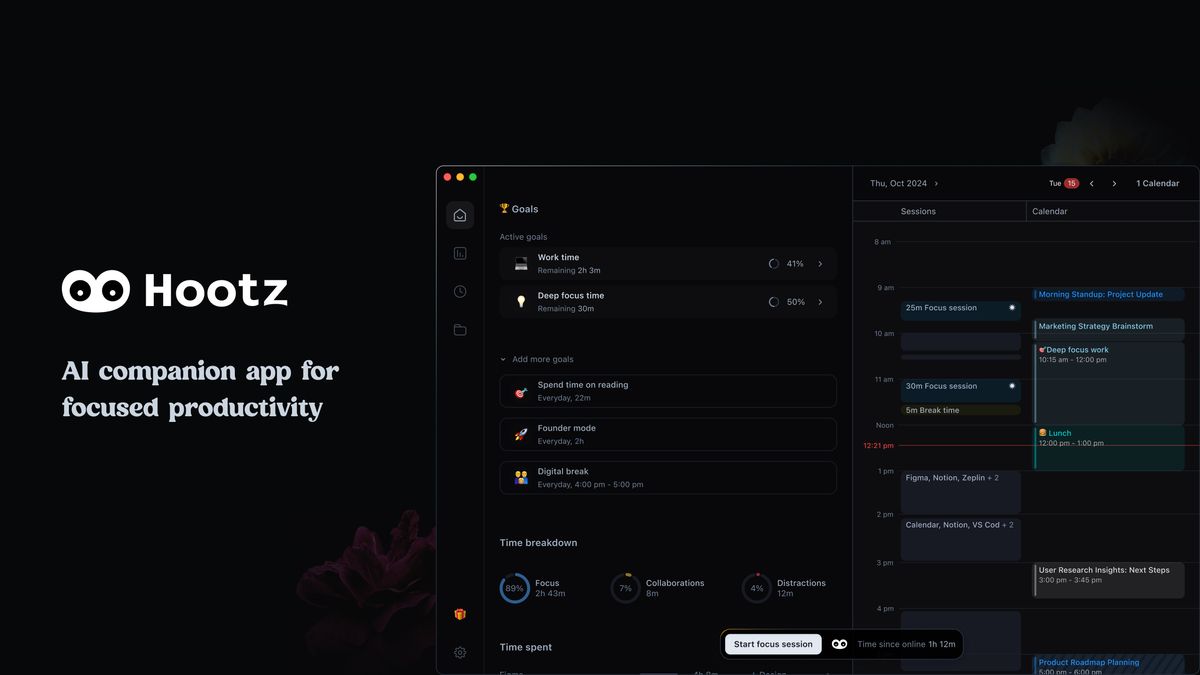 Hootz
AI companion app for
focused productivity
🏆 Goals
Active goals
Work time
Remaining 2h 3m
41%
Deep focus time
Remaining 30m
50%
Add more goals
Spend time on reading
Everyday, 22m
Founder mode
Everyday, 2h
Digital break
Everyday, 4:00 pm - 5:00 pm
Time breakdown
89%
Focus
2h 43m
7%
Collaborations
8m
4%
Distractions
12m
Time spent
Figma
4h 8m
Design
Start focus session
Time since online 1h 12m
Thu, Oct 2024
Tue 15
1 Calendar
Sessions
Calendar
8 am
9 am
10 am
11 am
Noon
12:21 pm
1 pm
2 pm
3 pm
4 pm
25m Focus session
30m Focus session
5m Break time
Figma, Notion, Zeplin + 2
Calendar, Notion, VS Cod + 2
Morning Standup: Project Update
Marketing Strategy Brainstorm
🎯Deep focus work
10:15 am - 12:00 pm
🍔 Lunch
12:00 pm - 1:00 pm
User Research Insights: Next Steps
3:00 pm - 3:45 pm
Product Roadmap Planning
5:00 pm - 6:00 pm